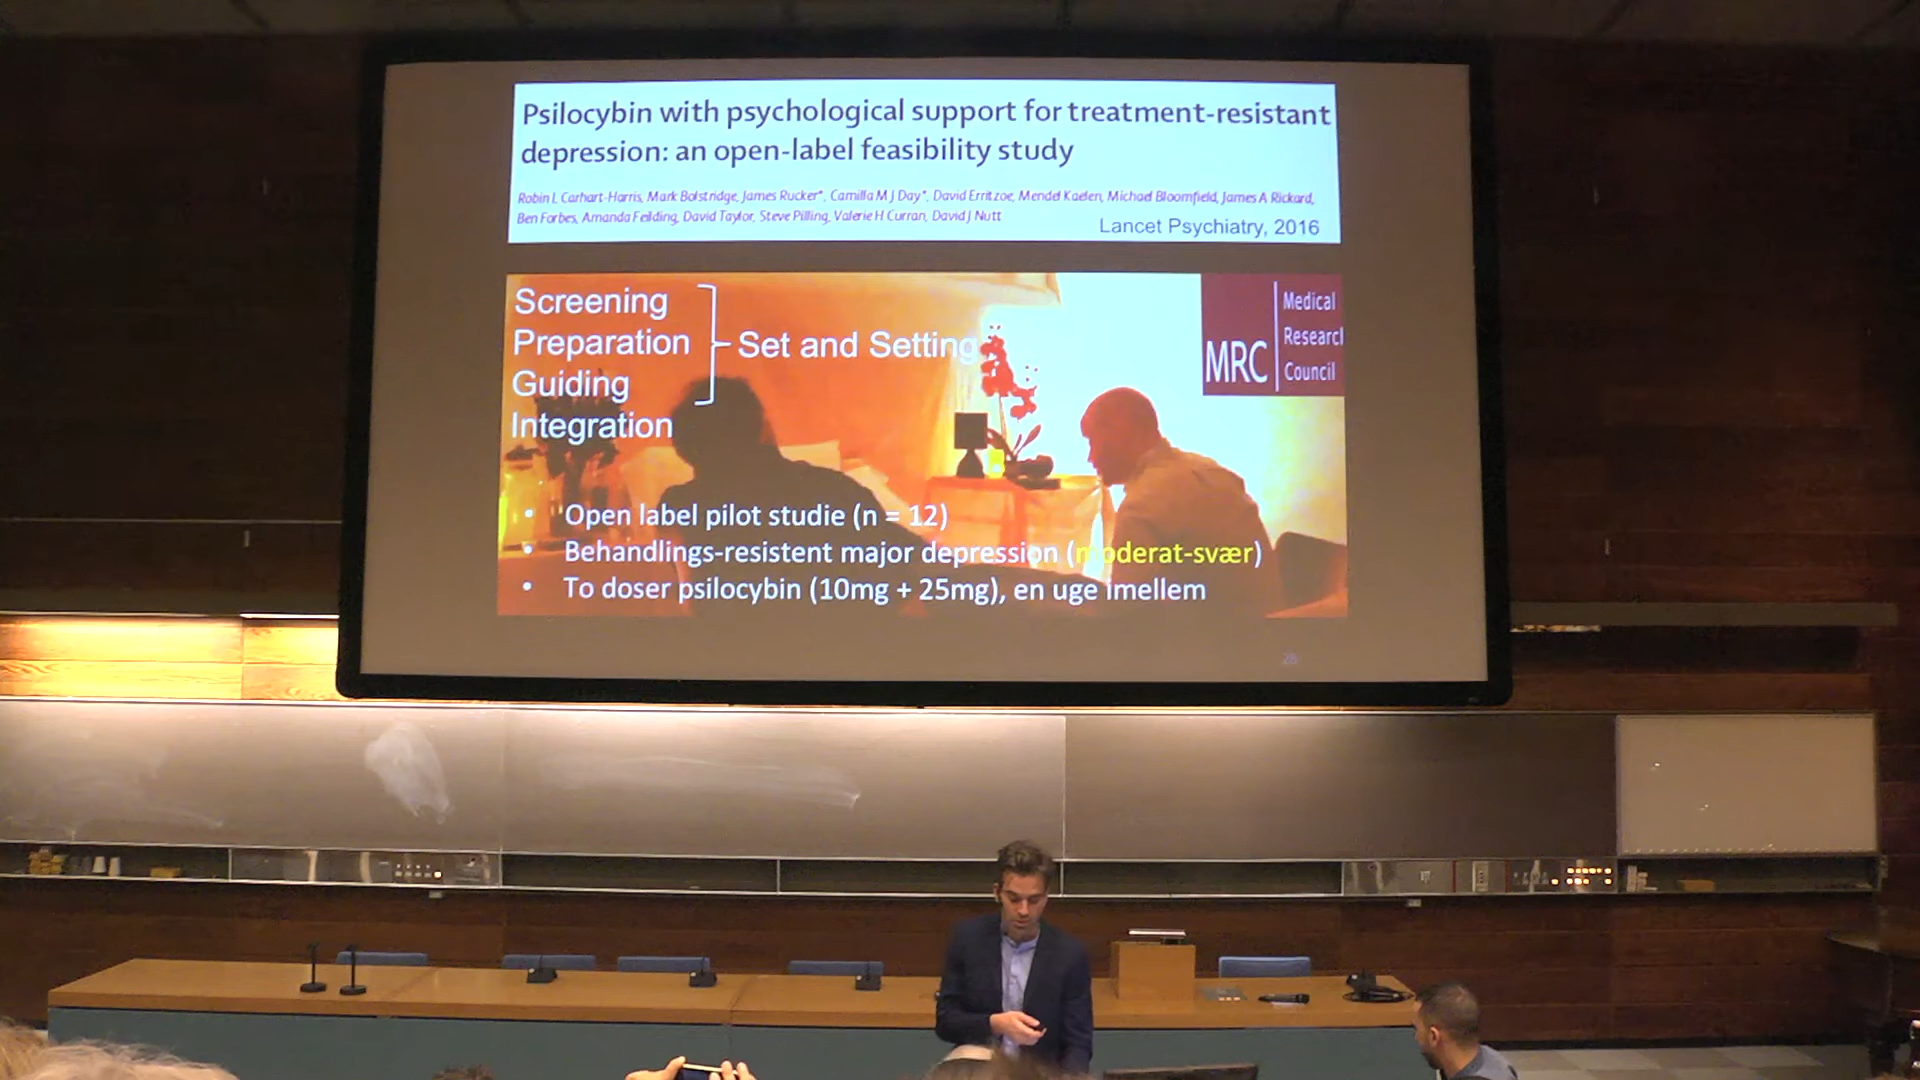 Psilocybin with psychological support for treatment-resistant
depression: an open-label feasibility study
Robin L Carhart-Harris, Mark Bolstridge, James Rucker*, Camilla M J Day*, David Erritzoe, Mendel Kaelen, Michael Bloomfield, James A Rickard,
Ben Forbes, Amanda Feilding, David Taylor, Steve Pilling, Valerie H Curran, David J Nutt
Lancet Psychiatry, 2016
Screening
Preparation
Guiding
Integration
Set and Setting
MRC
Medical
Research
Council
• Open label pilot studie (n = 12)
• Behandlings-resistent major depression (moderat-svær)
• To doser psilocybin (10mg + 25mg), en uge imellem
26